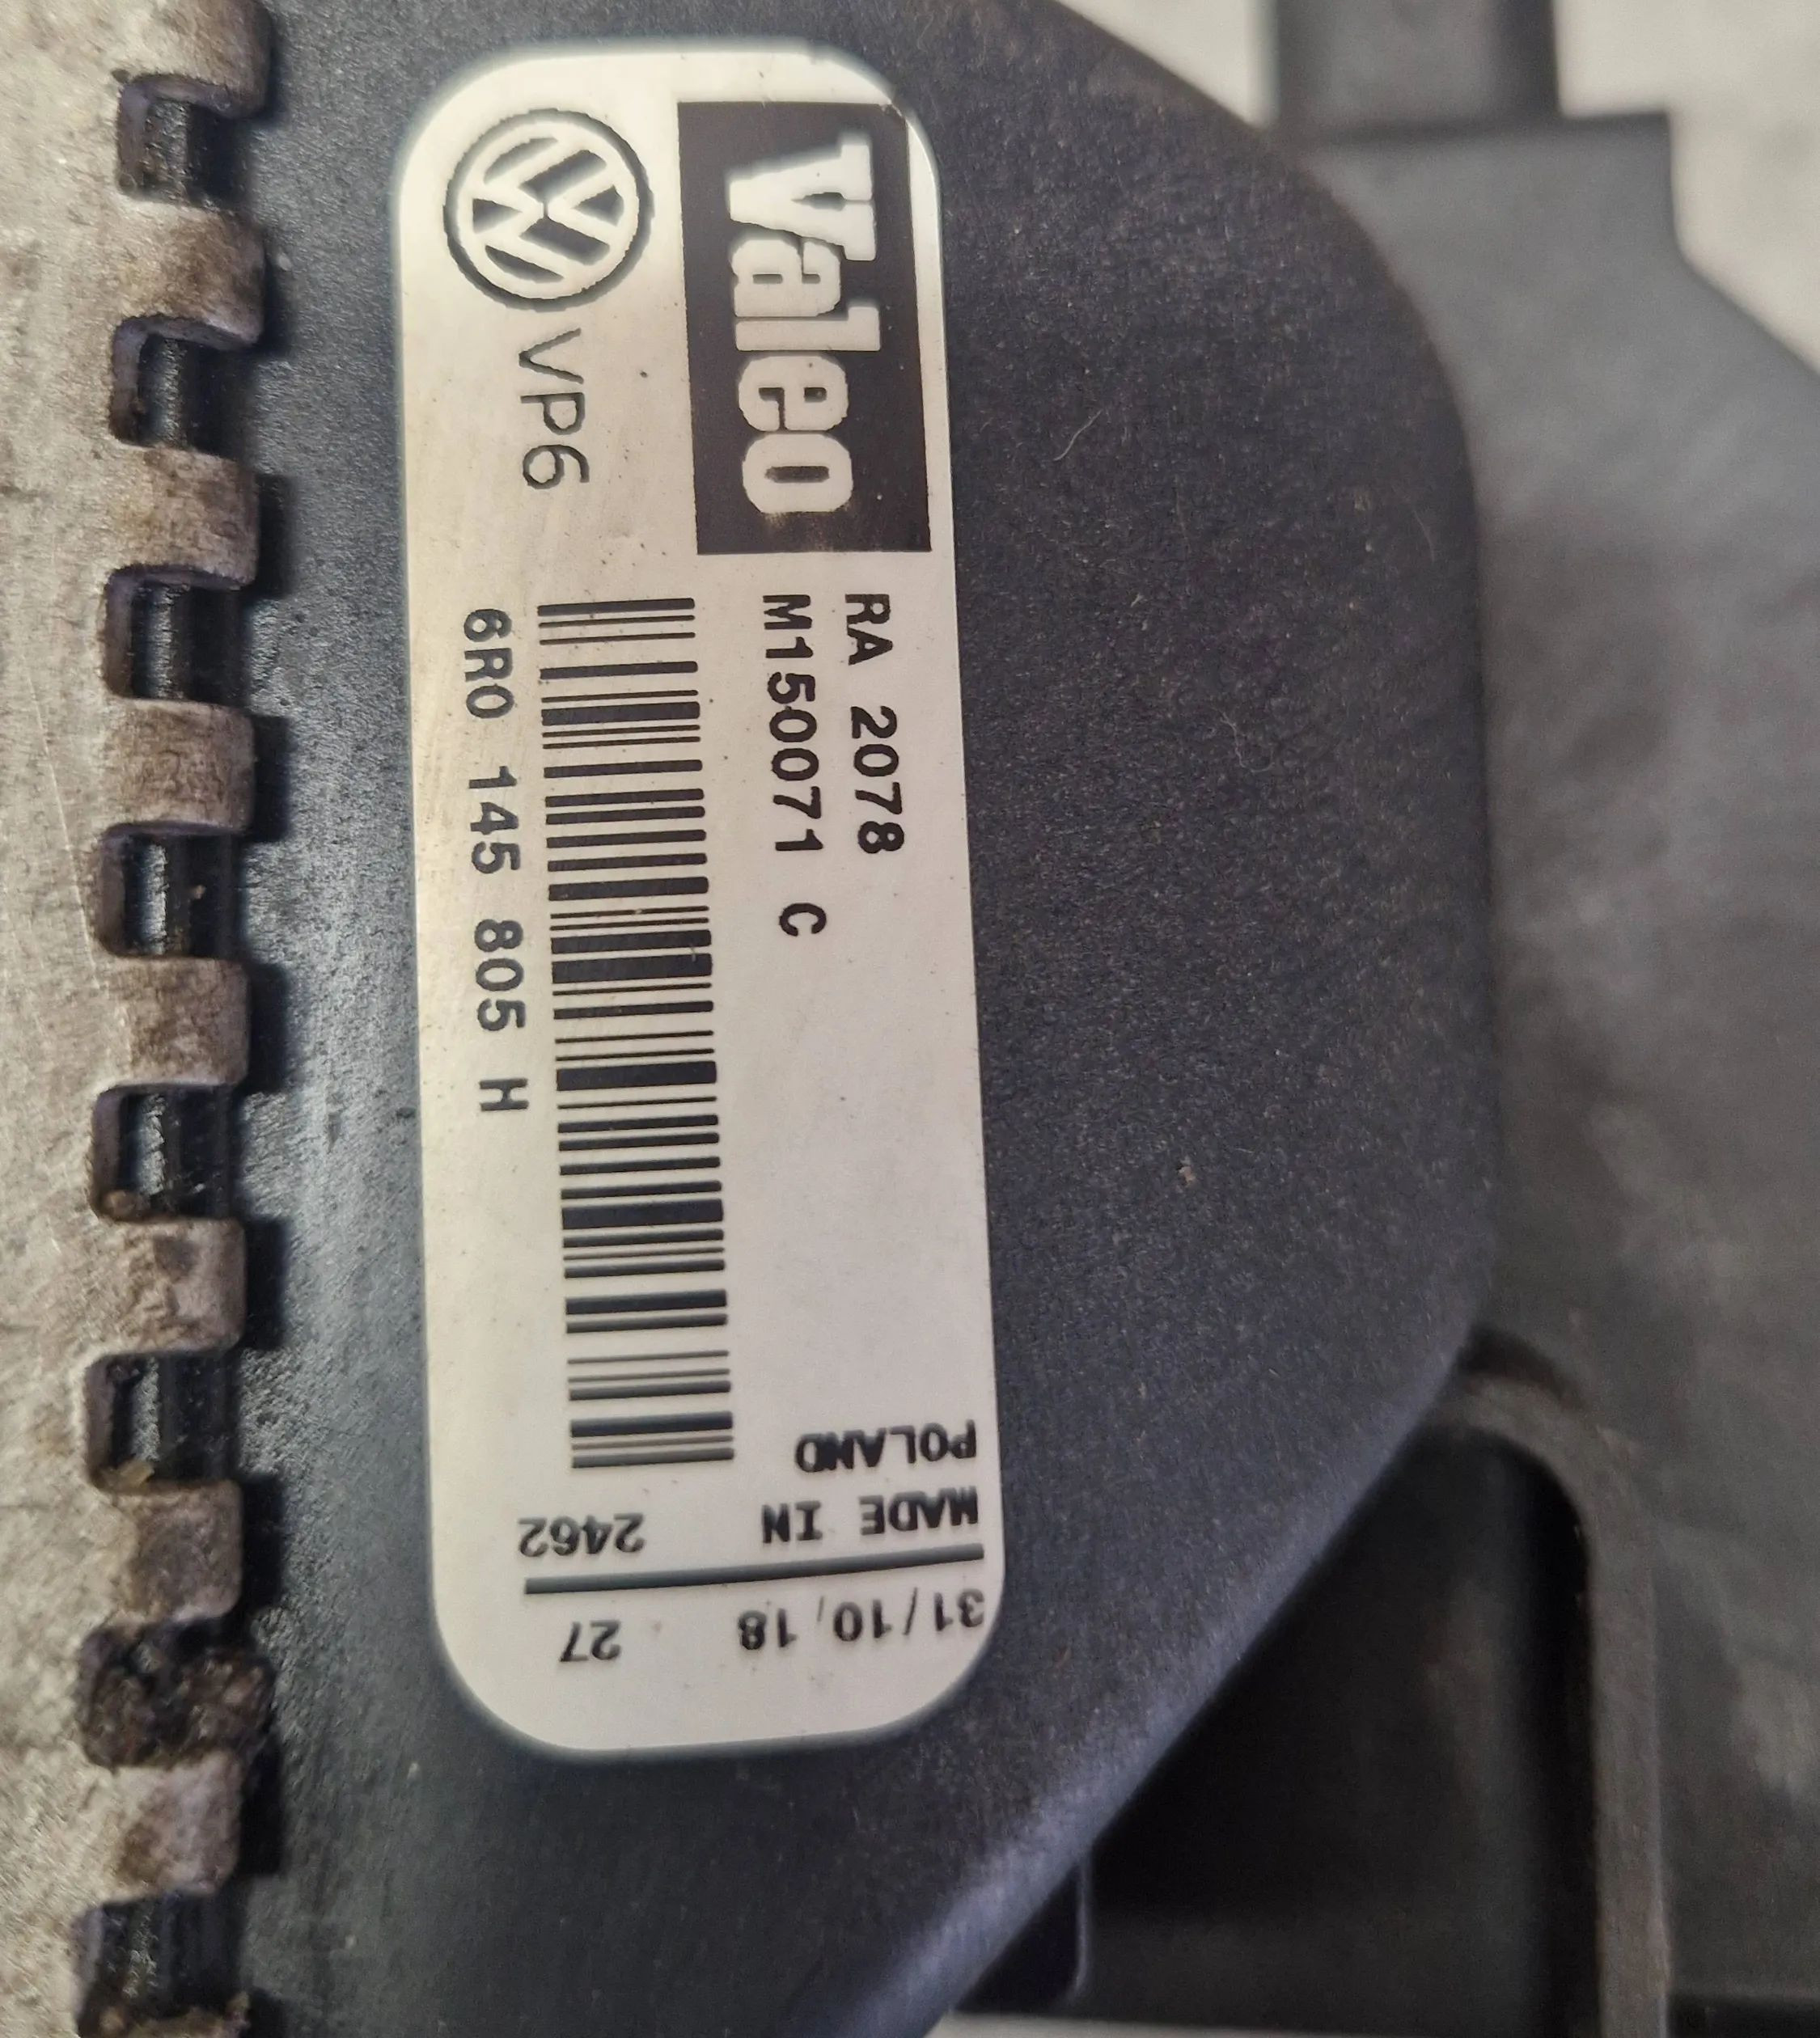 Valeo
RA 2078
M150071 C
VP6
6R0 145 805 H
MADE IN
POLAND
2462
31/10,18
27